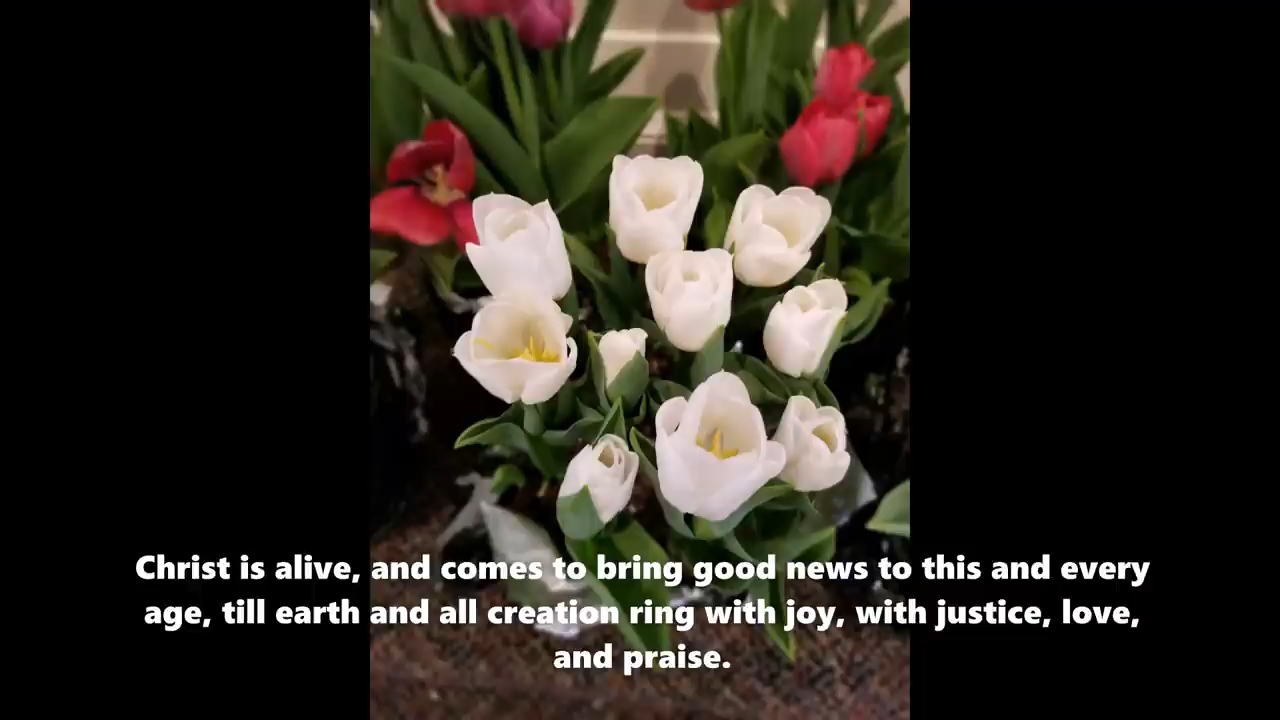 Christ is alive, and comes to bring good news to this and every
age, till earth and all creation ring with joy, with justice, love,
and praise.